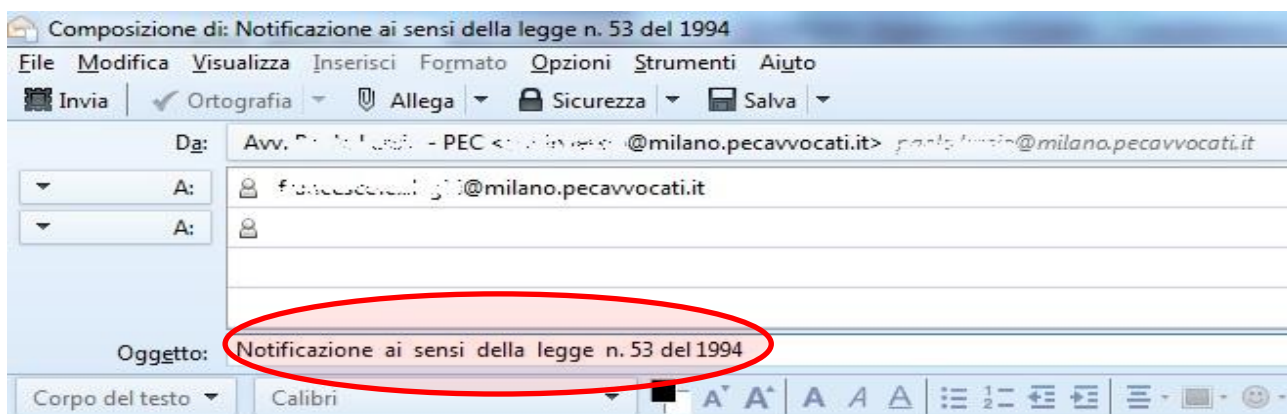 Composizione di: Notificazione ai sensi della legge n. 53 del 1994
File Modifica Visualizza Inserisci Formato Opzioni Strumenti Aiuto
Invia Ortografia Allega Sicurezza Salva
Da: Avv. - PEC < @milano.pecavvocati.it> @milano.pecavvocati.it
A: @milano.pecavvocati.it
A:
Oggetto: Notificazione ai sensi della legge n. 53 del 1994
Corpo del testo Calibri